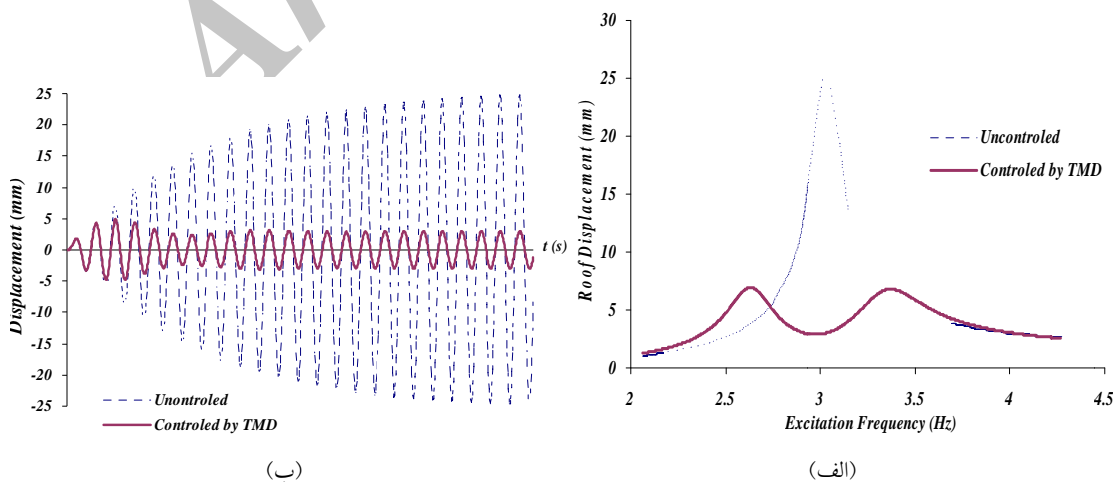 Displacement (mm)
25
20
15
10
5
0
-5
-10
-15
-20
-25
t (s)
Unontroled
Controled by TMD
(ب)
Roof Displacement (mm)
30
25
20
15
10
5
0
2
2.5
3
3.5
4
4.5
Excitation Frequency (Hz)
Uncontroled
Controled by TMD
(الف)